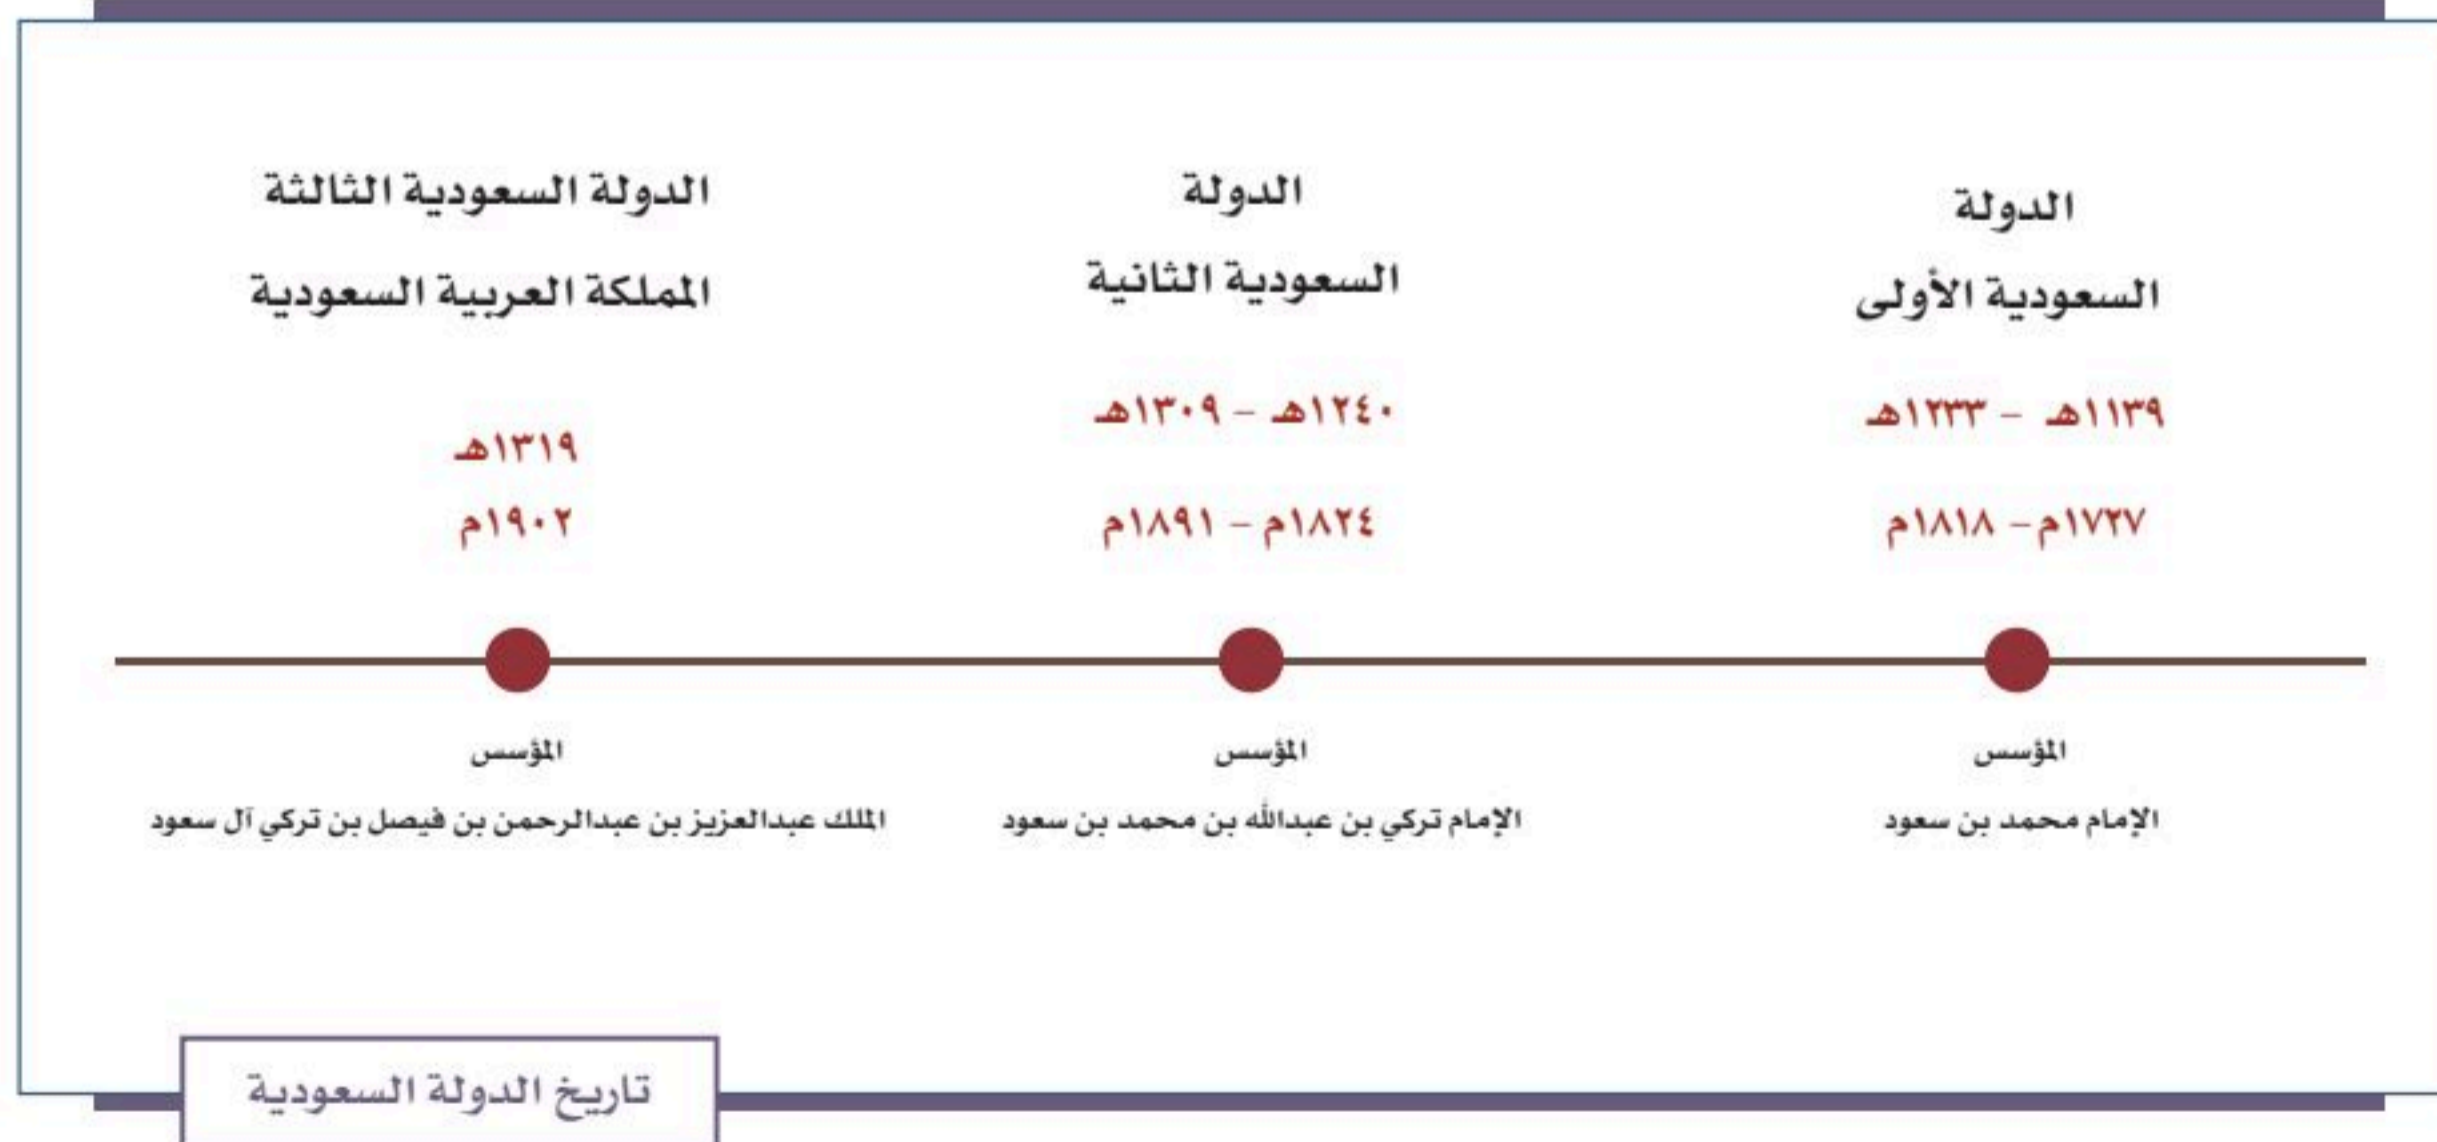 الدولة
السعودية الأولى
١١٣٩هـ – ١٢٣٣هـ
١٧٢٧م – ١٨١٨م
المؤسس
الإمام محمد بن سعود
الدولة
السعودية الثانية
١٢٤٠هـ – ١٣٠٩هـ
١٨٢٤م – ١٨٩١م
المؤسس
الإمام تركي بن عبدالله بن محمد بن سعود
الدولة السعودية الثالثة
المملكة العربية السعودية
١٣١٩هـ
١٩٠٢م
المؤسس
الملك عبدالعزيز بن عبدالرحمن بن فيصل بن تركي آل سعود
تاريخ الدولة السعودية